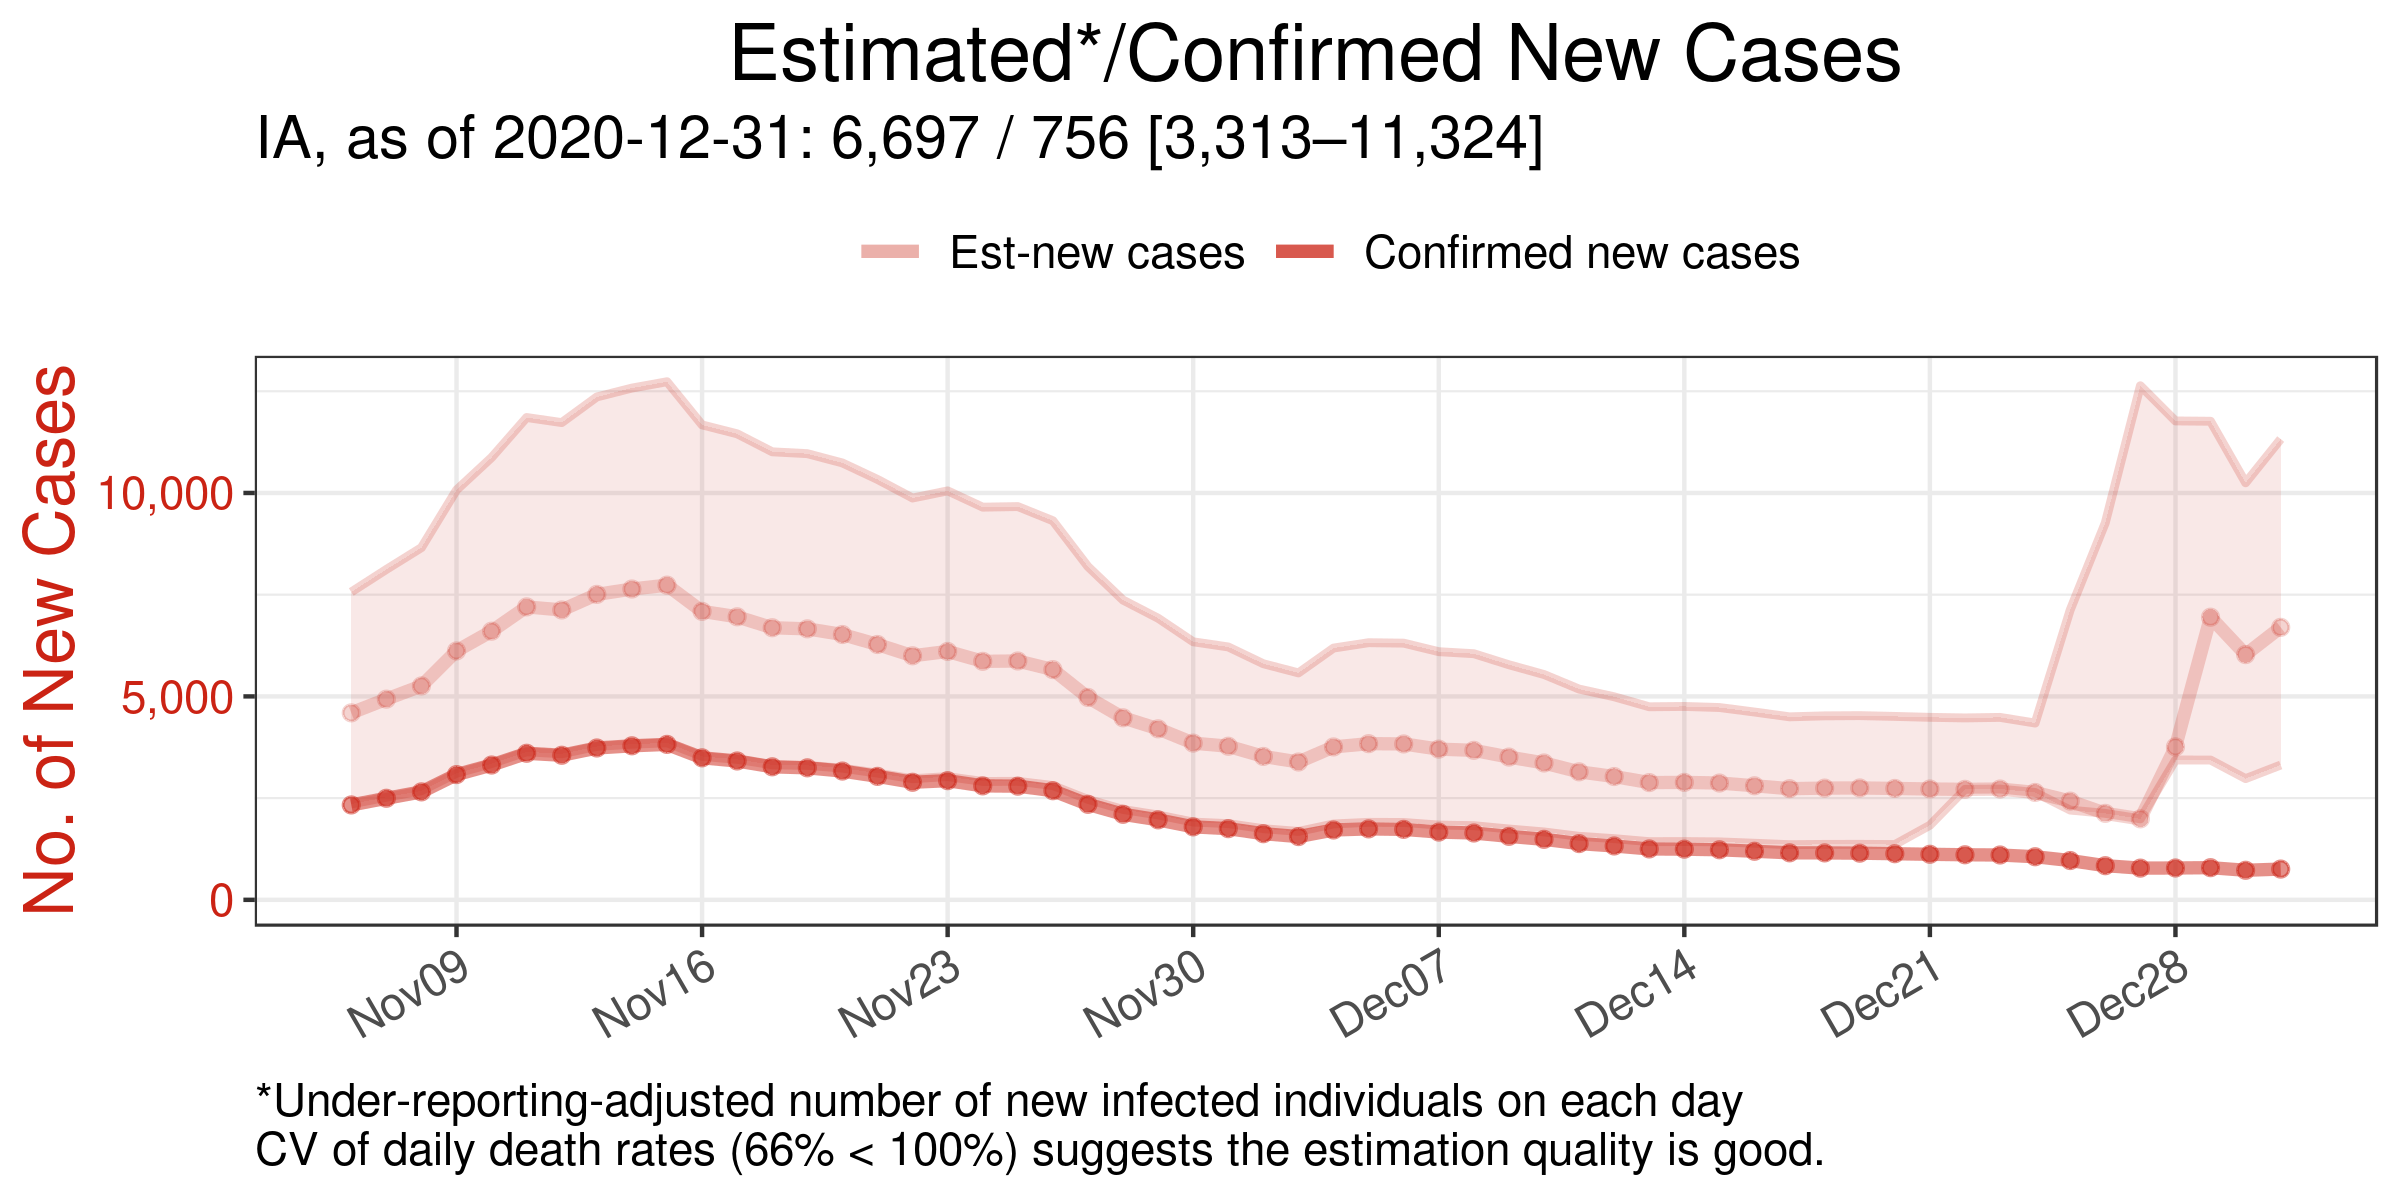 Estimated*/Confirmed New Cases
IA, as of 2020-12-31: 6,697 / 756 [3,313–11,324]
Est-new cases
Confirmed new cases
No. of New Cases
10,000
5,000
0
Nov09
Nov16
Nov23
Nov30
Dec07
Dec14
Dec21
Dec28
*Under-reporting-adjusted number of new infected individuals on each day
CV of daily death rates (66% < 100%) suggests the estimation quality is good.